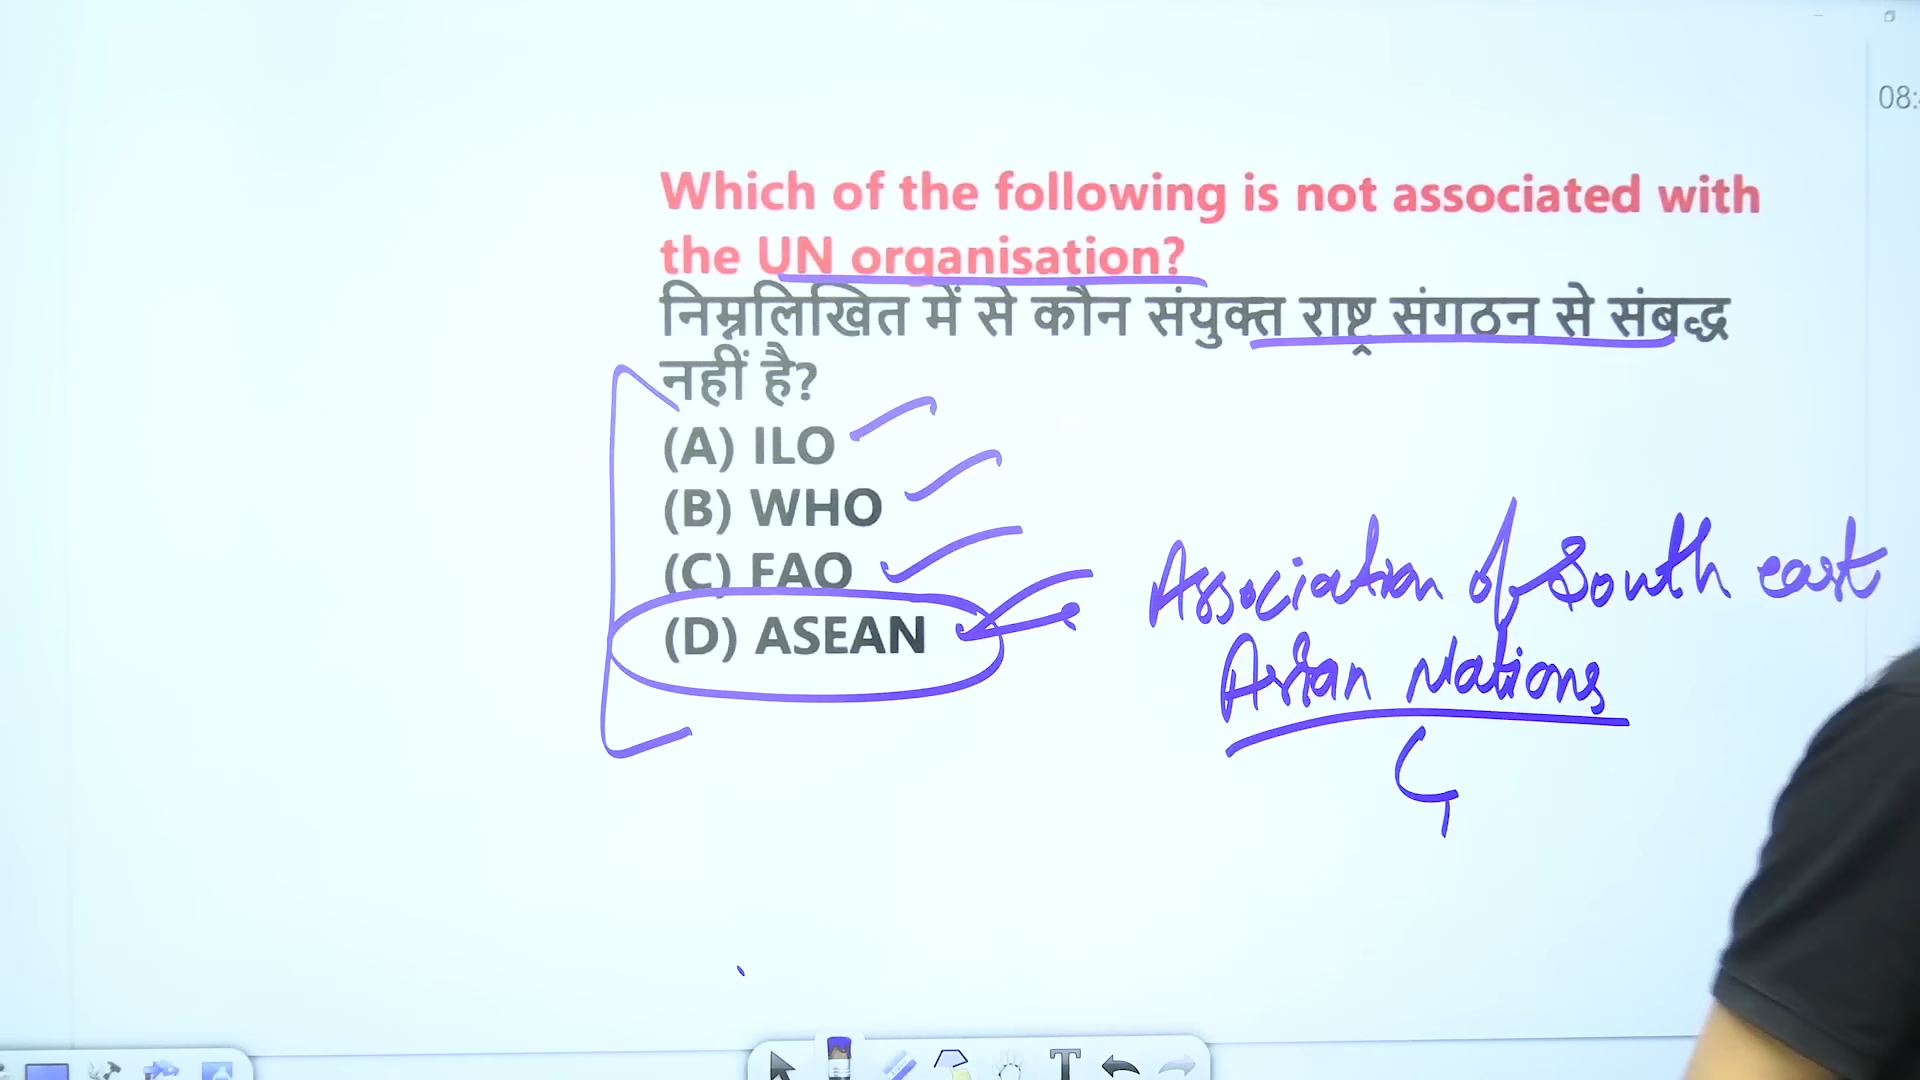 08:
Which of the following is not associated with
the UN organisation?
निम्नलिखित में से कौन संयुक्त राष्ट्र संगठन से संबद्ध
नहीं है?
(A) ILO
(B) WHO
(C) FAO
(D) ASEAN
Association of South east
Asian Nations
T